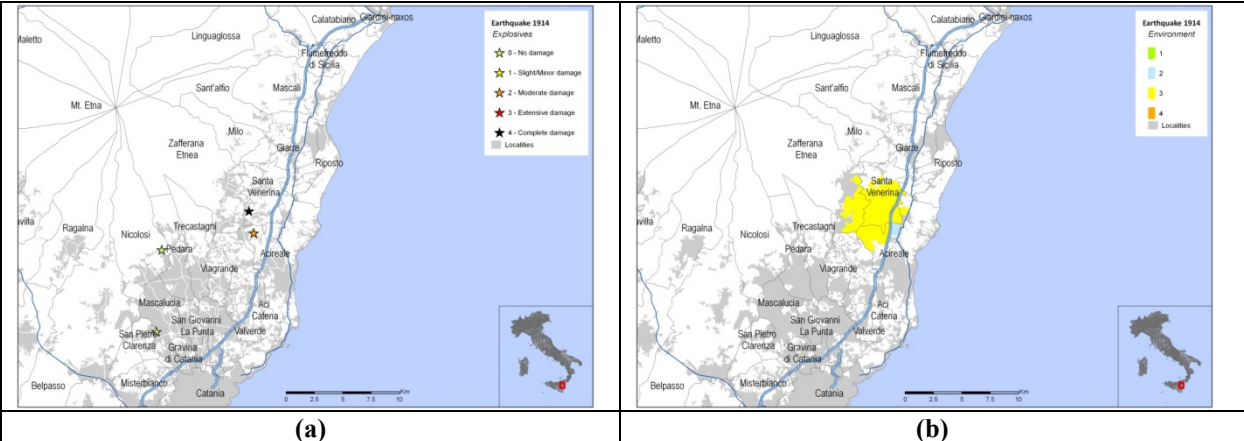 Calatabiano
Giardini-naxos
Maletto
Linguaglossa
Fiumefreddo
di Sicilia
Sant'alfio
Mascali
Mt. Etna
Milo
Zafferana
Etnea
Giarre
Riposto
Santa
Venerina
Ragalna
Nicolosi
Trecastagni
Pedara
Acireale
Viagrande
Mascalucia
Aci
Catena
San Pietro
Clarenza
San Giovanni
La Punta
Valverde
Gravina
di Catania
Belpasso
Misterbianco
Catania
Earthquake 1914
Explosives
0 - No damage
1 - Slight/Minor damage
2 - Moderate damage
3 - Extensive damage
4 - Complete damage
Localities
Km
0 2.5 5 10
(a)
Calatabiano
Giardini-naxos
Maletto
Linguaglossa
Fiumefreddo
di Sicilia
Sant'alfio
Mascali
Mt. Etna
Milo
Zafferana
Etnea
Giarre
Riposto
Santa
Venerina
Ragalna
Nicolosi
Trecastagni
Pedara
Acireale
Viagrande
Mascalucia
Aci
Catena
San Pietro
Clarenza
San Giovanni
La Punta
Valverde
Gravina
di Catania
Belpasso
Misterbianco
Catania
Earthquake 1914
Environment
1
2
3
4
Localities
Km
0 2.5 5 10
(b)